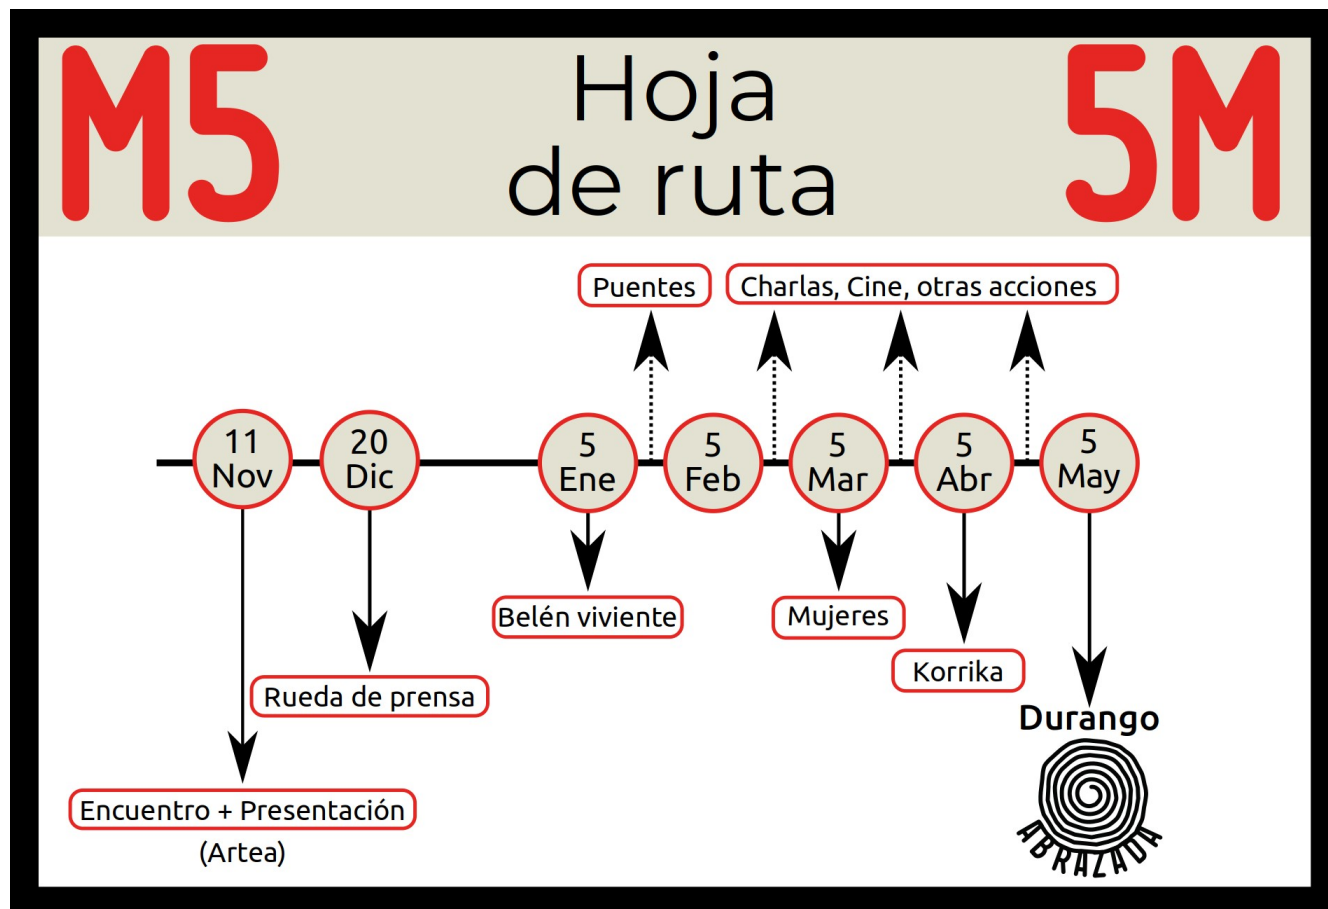 M5
Hoja
de ruta
5M
Puentes
Charlas, Cine, otras acciones
11
Nov
20
Dic
5
Ene
5
Feb
5
Mar
5
Abr
5
May
Belén viviente
Mujeres
Korrika
Rueda de prensa
Durango
Encuentro + Presentación
(Artea)
ABRAZADA